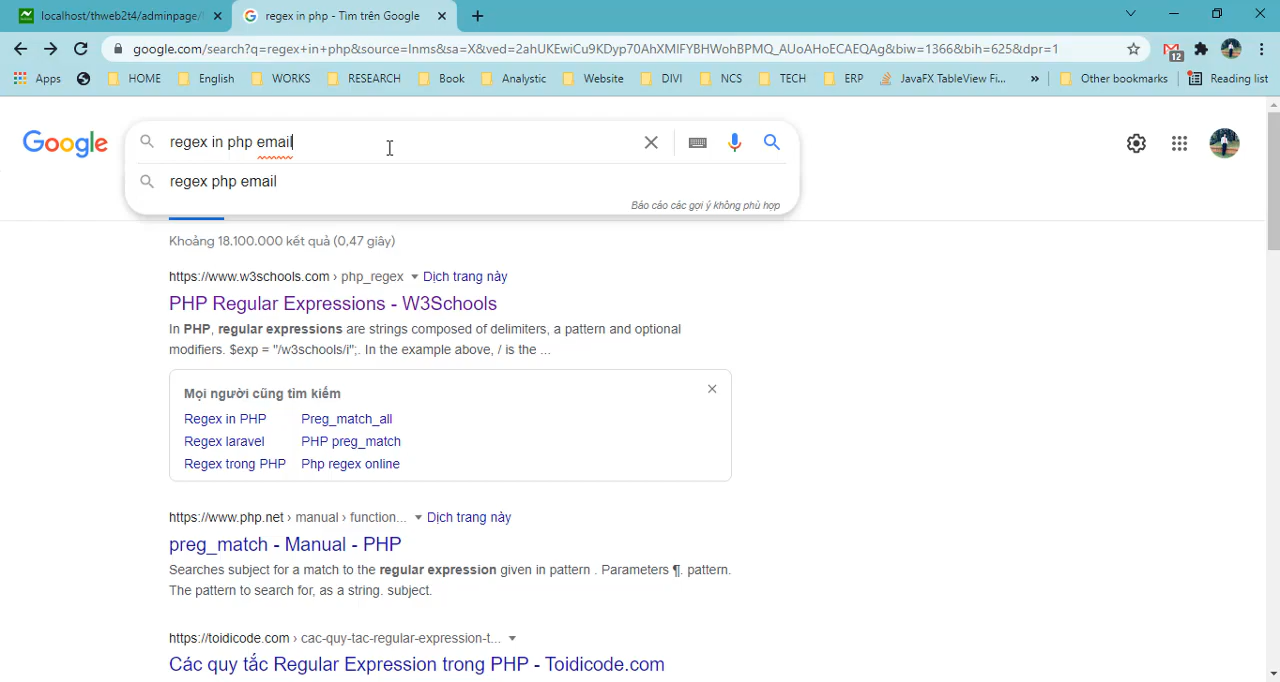 localhost/thweb2t4/adminpage/
regex in php - Tìm trên Google
google.com/search?q=regex+in+php&source=lnms&sa=X&ved=2ahUKEwiCu9KDyp70AhXMIFYBHWohBPMQ_AUoAHoECAEQAg&biw=1366&bih=625&dpr=1
12
Apps HOME English WORKS RESEARCH Book Analystic Website DIVI NCS TECH ERP JavaFX TableView Fi... » Other bookmarks Reading list
Google
regex in php email
regex php email
Báo cáo các gợi ý không phù hợp
Khoảng 18.100.000 kết quả (0,47 giây)
https://www.w3schools.com › php_regex Dịch trang này
PHP Regular Expressions - W3Schools
In PHP, regular expressions are strings composed of delimiters, a pattern and optional
modifiers. $exp = "/w3schools/i";. In the example above, / is the ...
Mọi người cũng tìm kiếm
Regex in PHP Preg_match_all
Regex laravel PHP preg_match
Regex trong PHP Php regex online
https://www.php.net › manual › function... Dịch trang này
preg_match - Manual - PHP
Searches subject for a match to the regular expression given in pattern . Parameters ¶. pattern.
The pattern to search for, as a string. subject.
https://toidicode.com › cac-quy-tac-regular-expression-t...
Các quy tắc Regular Expression trong PHP - Toidicode.com